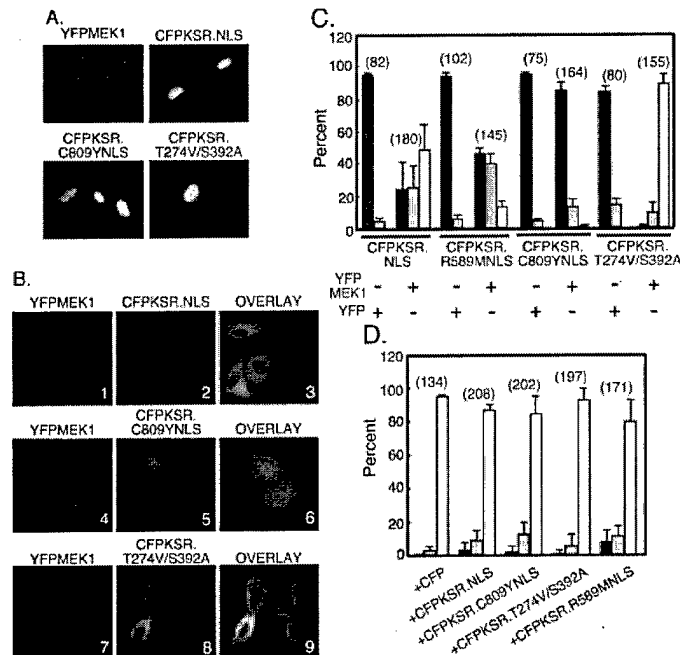 A.
YFPMEK1 CFPKSR.NLS
CFPKSR.
C809YNLS
CFPKSR.
T274V/S392A
B.
YFPMEK1 CFPKSR.NLS OVERLAY
1 2 3
YFPMEK1
CFPKSR.
C809YNLS
OVERLAY
4 5 6
YFPMEK1
CFPKSR.
T274V/S392A
OVERLAY
7 8 9
C.
Percent
120
100
80
60
40
20
0
(82) (180) (102) (145) (75) (164) (80) (155)
CFPKSR.
NLS
CFPKSR.
R589MNLS
CFPKSR.
C809YNLS
CFPKSR.
T274V/S392A
YFP
MEK1 - + - + - + - +
YFP + - + - + - + -
D.
Percent
120
100
80
60
40
20
0
(134) (208) (202) (197) (171)
+CFP
+CFPKSR.NLS
+CFPKSR.C809YNLS
+CFPKSR.T274V/S392A
+CFPKSR.R589MNLS